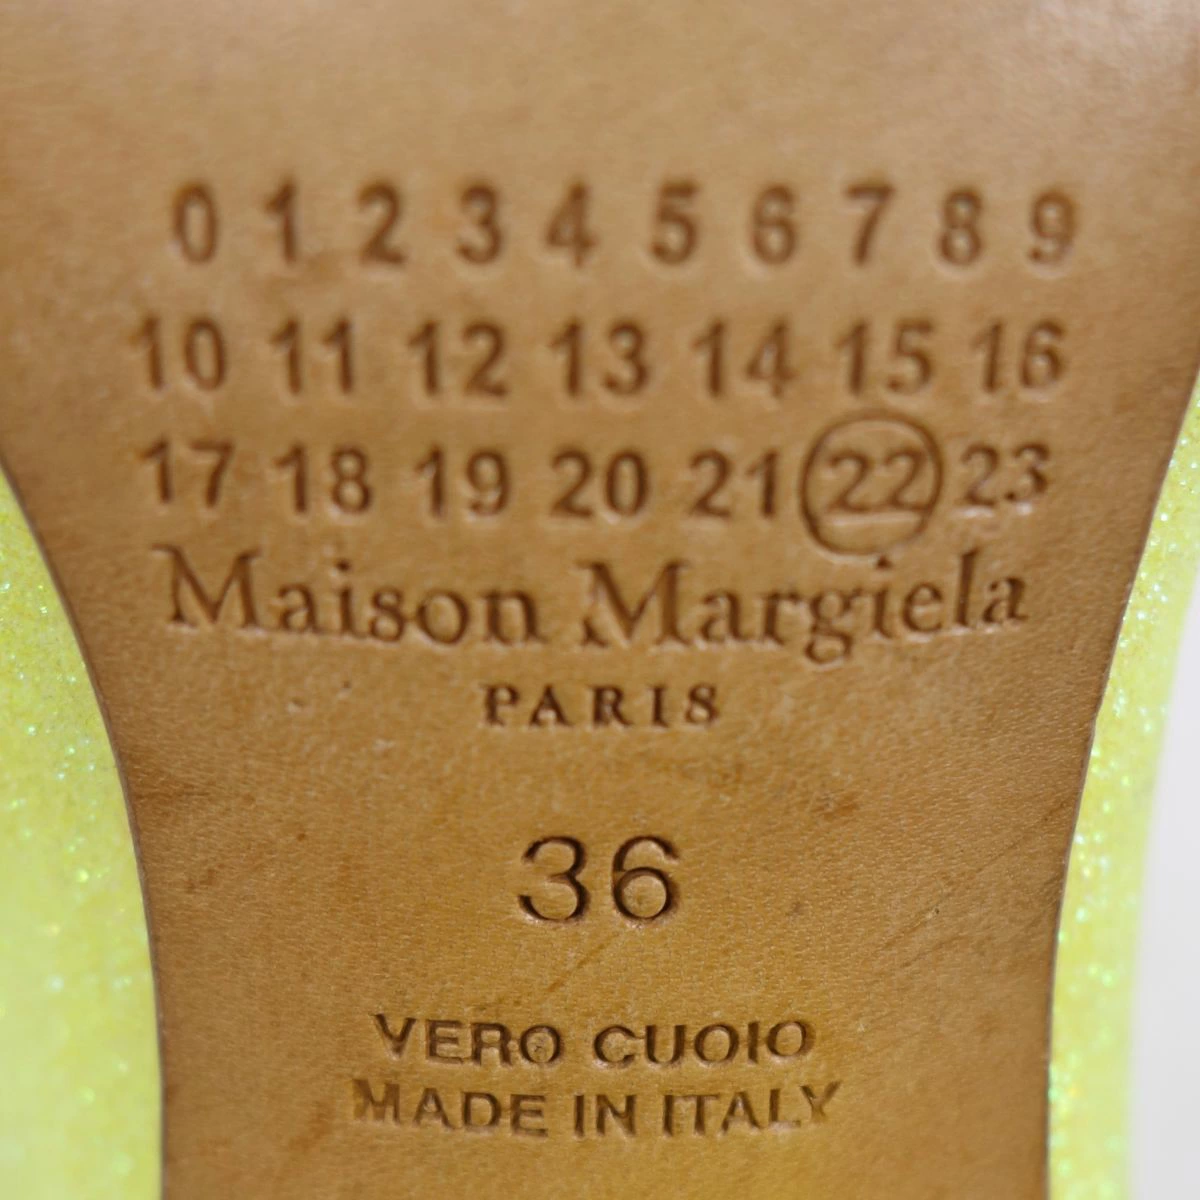 0 1 2 3 4 5 6 7 8 9
10 11 12 13 14 15 16
17 18 19 20 21 22 23
Maison Margiela
PARIS
36
VERO CUOIO
MADE IN ITALY